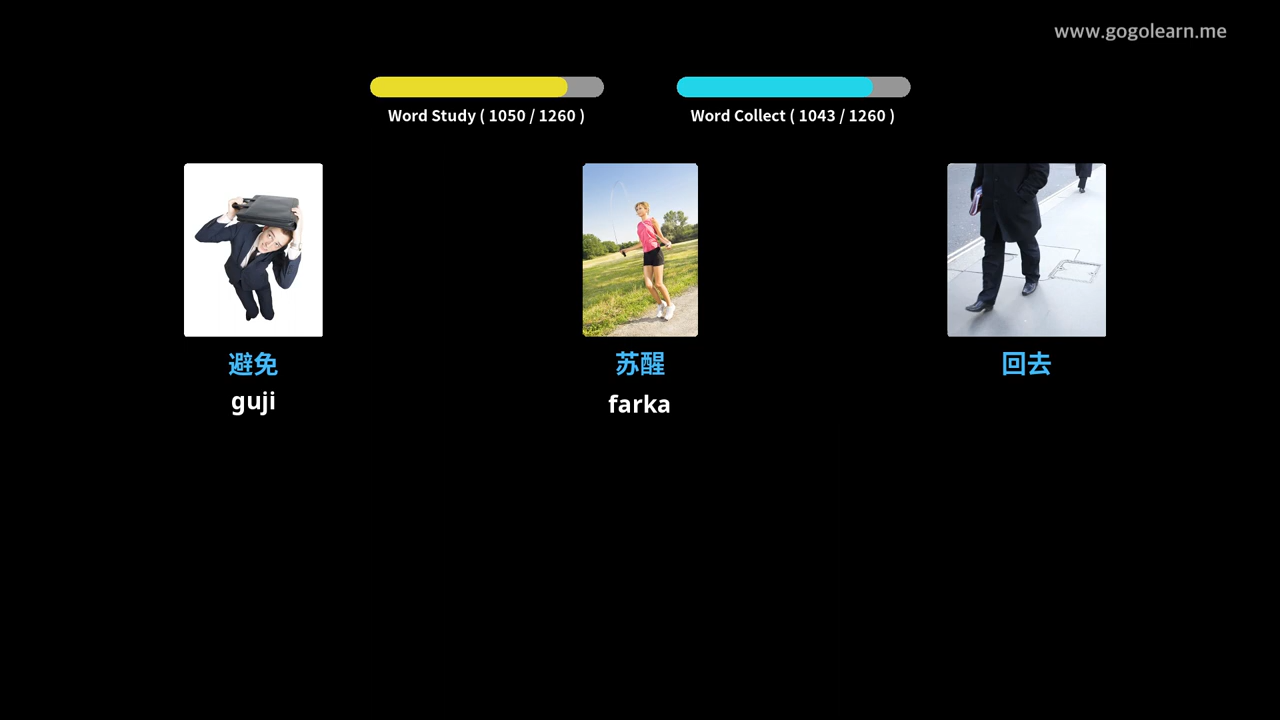 www.gogolearn.me
Word Study ( 1050 / 1260 )
Word Collect ( 1043 / 1260 )
避免
苏醒
回去
guji
farka